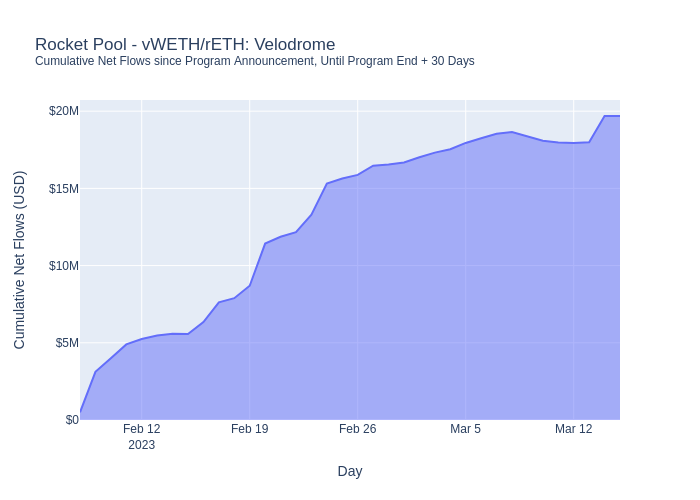 Rocket Pool - vWETH/rETH: Velodrome
Cumulative Net Flows since Program Announcement, Until Program End + 30 Days
Cumulative Net Flows (USD)
$20M
$15M
$10M
$5M
$0
Feb 12 Feb 19 Feb 26 Mar 5 Mar 12
2023
Day